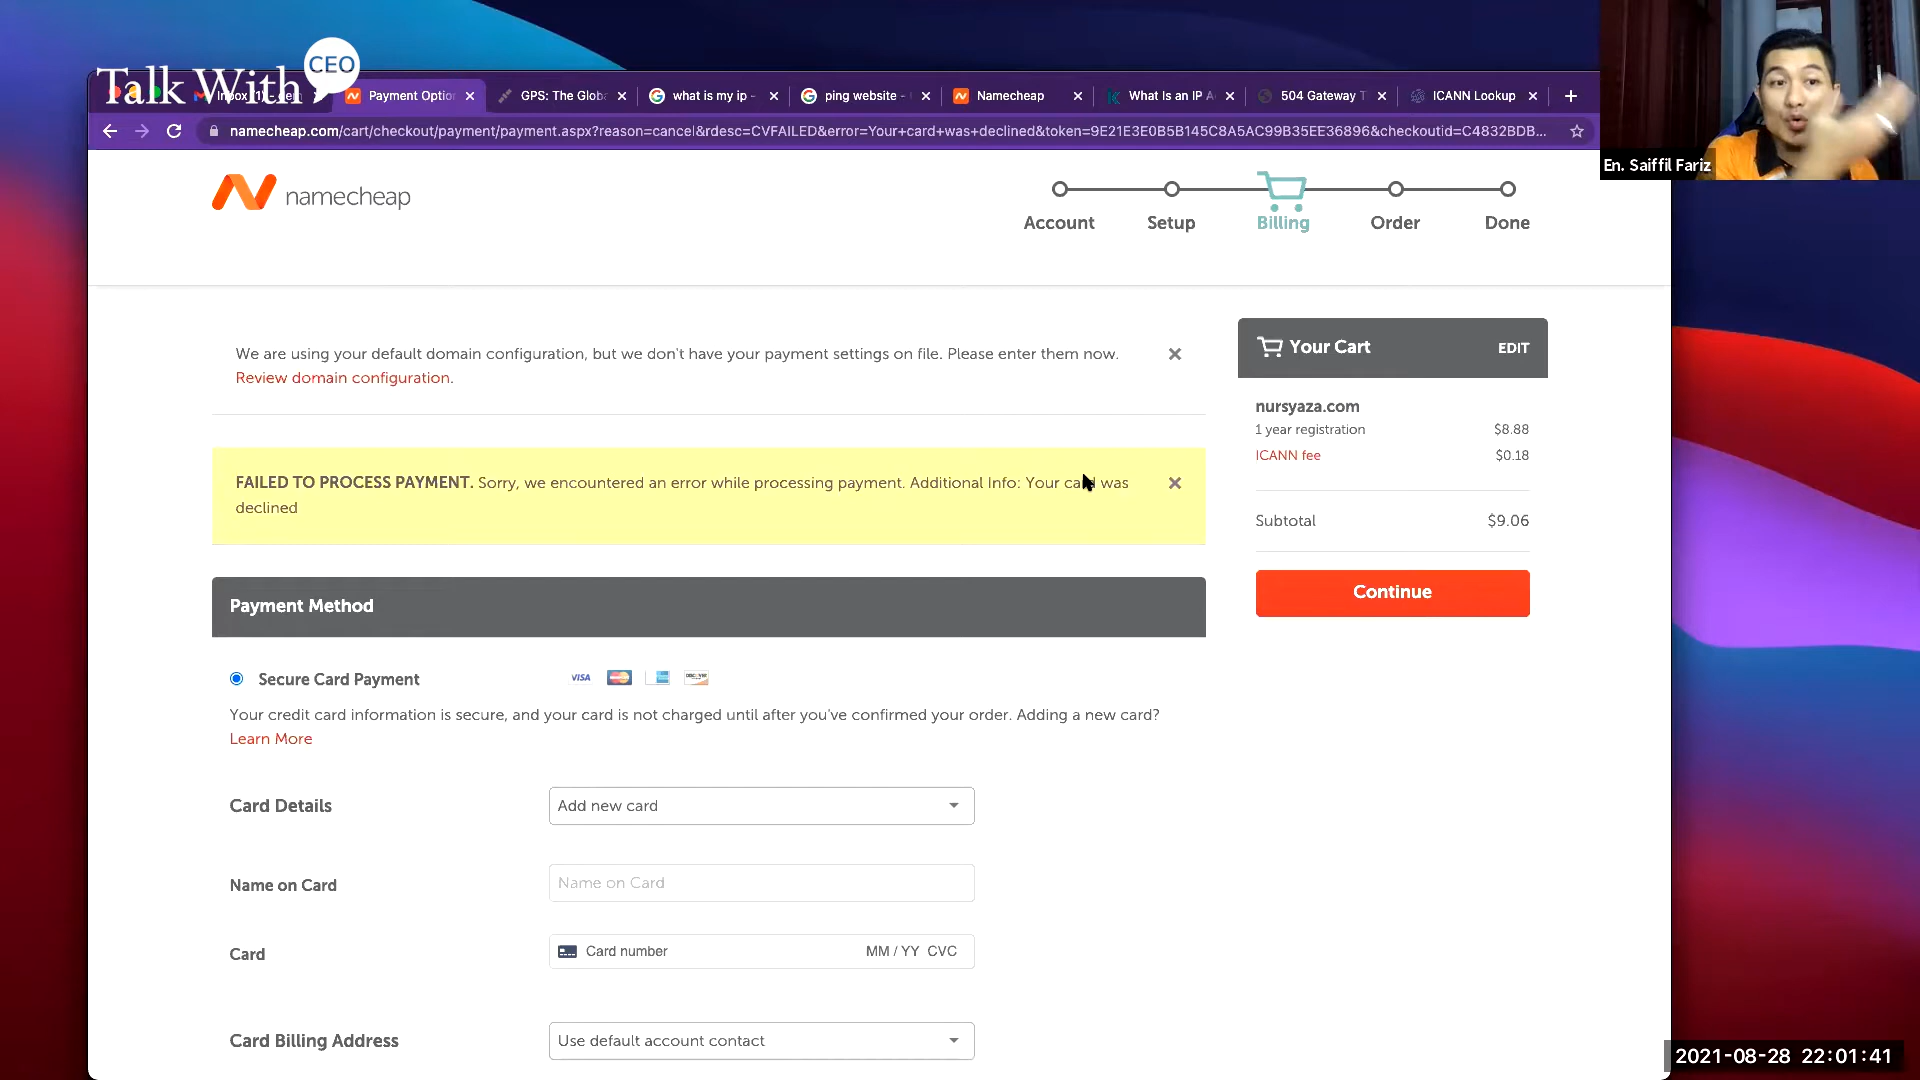 Talk With CEO
Payment Optio
GPS: The Globa
what is my ip -
ping website -
Namecheap
What Is an IP A
504 Gateway T
ICANN Lookup
namecheap.com/cart/checkout/payment/payment.aspx?reason=cancel&rdesc=CVFAILED&error=Your+card+was+declined&token=9E21E3E0B5B145C8A5AC99B35EE36896&checkoutid=C4832BDB...
En. Saiffil Fariz
namecheap
Account
Setup
Billing
Order
Done
We are using your default domain configuration, but we don't have your payment settings on file. Please enter them now.
Review domain configuration.
FAILED TO PROCESS PAYMENT. Sorry, we encountered an error while processing payment. Additional Info: Your card was
declined
Your Cart EDIT
nursyaza.com
1 year registration $8.88
ICANN fee $0.18
Subtotal $9.06
Continue
Payment Method
Secure Card Payment VISA
Your credit card information is secure, and your card is not charged until after you've confirmed your order. Adding a new card?
Learn More
Card Details Add new card
Name on Card Name on Card
Card Card number MM / YY CVC
Card Billing Address Use default account contact
2021-08-28 22:01:41